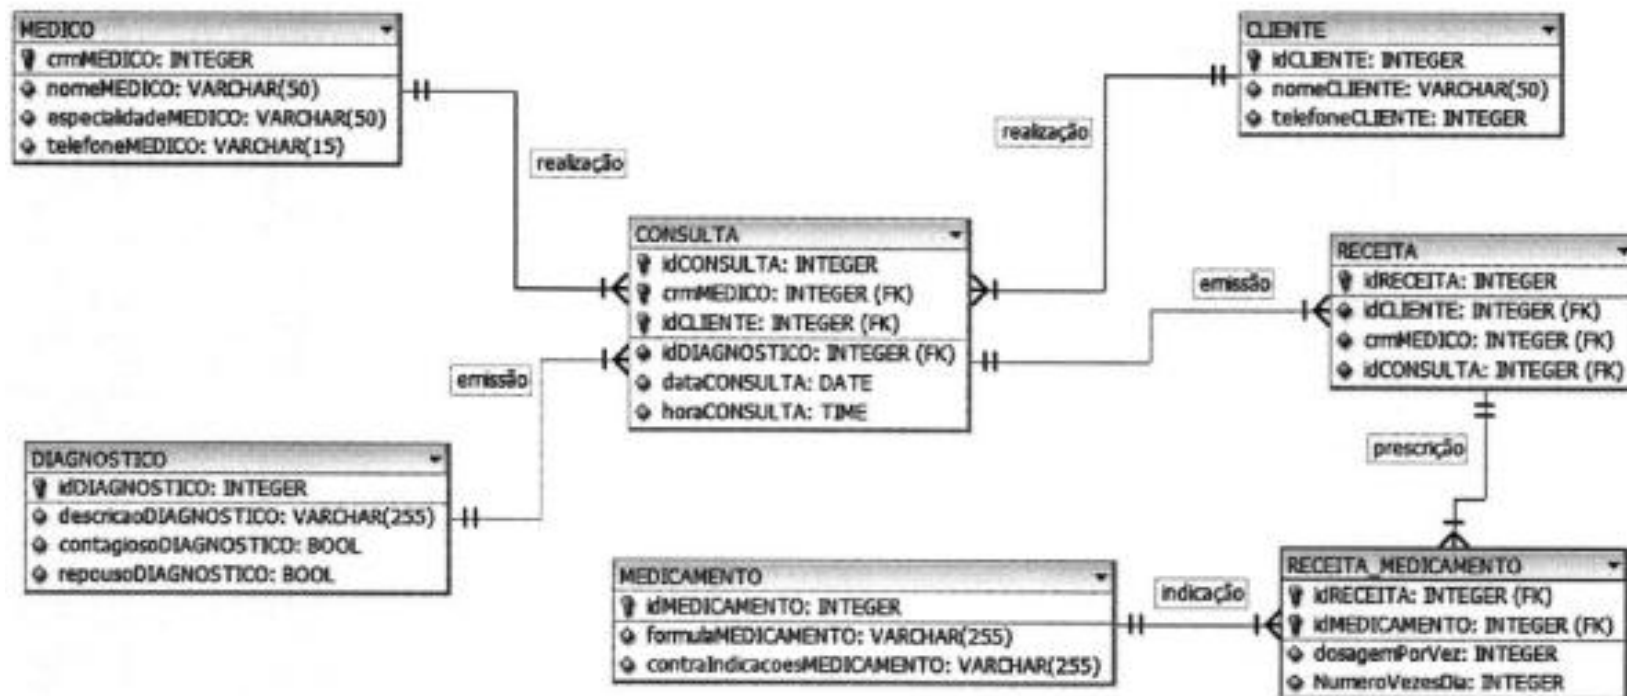 MEDICO
crmMEDICO: INTEGER
nomeMEDICO: VARCHAR(50)
especialidadeMEDICO: VARCHAR(50)
telefoneMEDICO: VARCHAR(15)
CLIENTE
idCLIENTE: INTEGER
nomeCLIENTE: VARCHAR(50)
telefoneCLIENTE: INTEGER
realização
realização
CONSULTA
idCONSULTA: INTEGER
crmMEDICO: INTEGER (FK)
idCLIENTE: INTEGER (FK)
idDIAGNOSTICO: INTEGER (FK)
dataCONSULTA: DATE
horaCONSULTA: TIME
emissão
RECEITA
idRECEITA: INTEGER
idCLIENTE: INTEGER (FK)
crmMEDICO: INTEGER (FK)
idCONSULTA: INTEGER (FK)
emissão
prescrição
DIAGNOSTICO
idDIAGNOSTICO: INTEGER
descricaoDIAGNOSTICO: VARCHAR(255)
contagiosoDIAGNOSTICO: BOOL
repousoDIAGNOSTICO: BOOL
MEDICAMENTO
idMEDICAMENTO: INTEGER
formulaMEDICAMENTO: VARCHAR(255)
contraIndicacoesMEDICAMENTO: VARCHAR(255)
indicação
RECEITA_MEDICAMENTO
idRECEITA: INTEGER (FK)
idMEDICAMENTO: INTEGER (FK)
dosagemPorVez: INTEGER
NumeroVezesDia: INTEGER